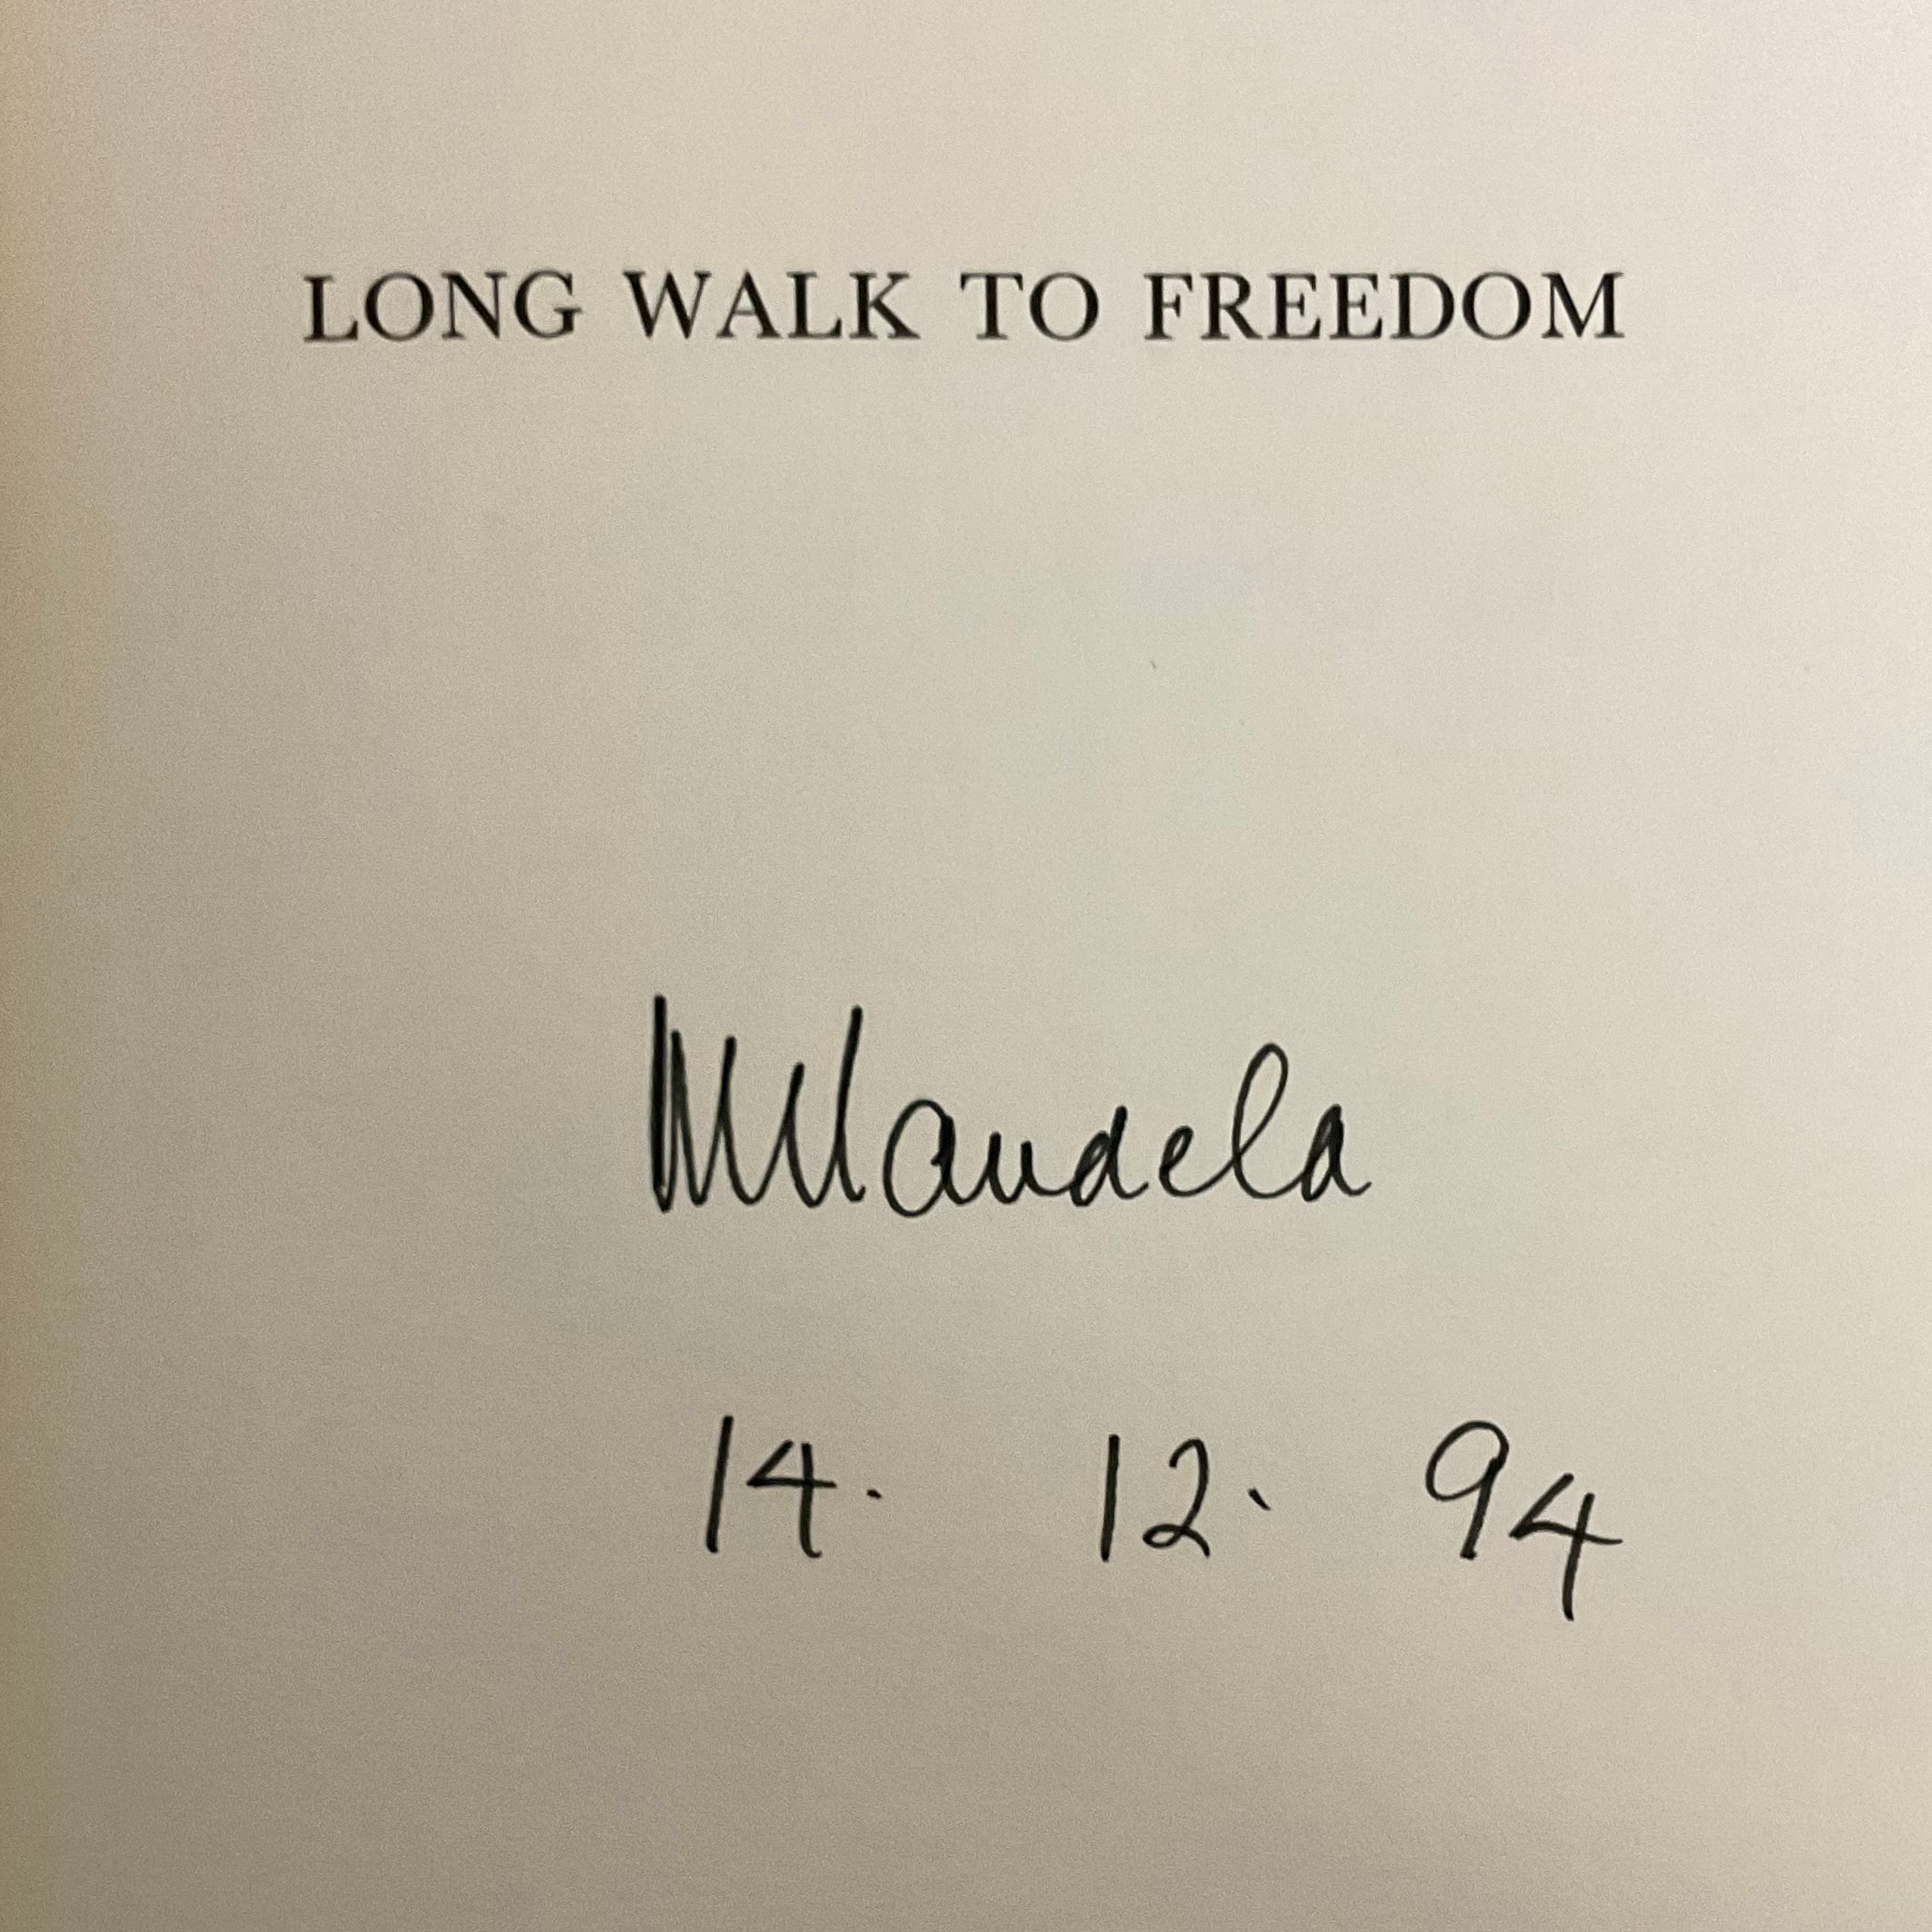 LONG WALK TO FREEDOM
NMandela
14. 12. 94